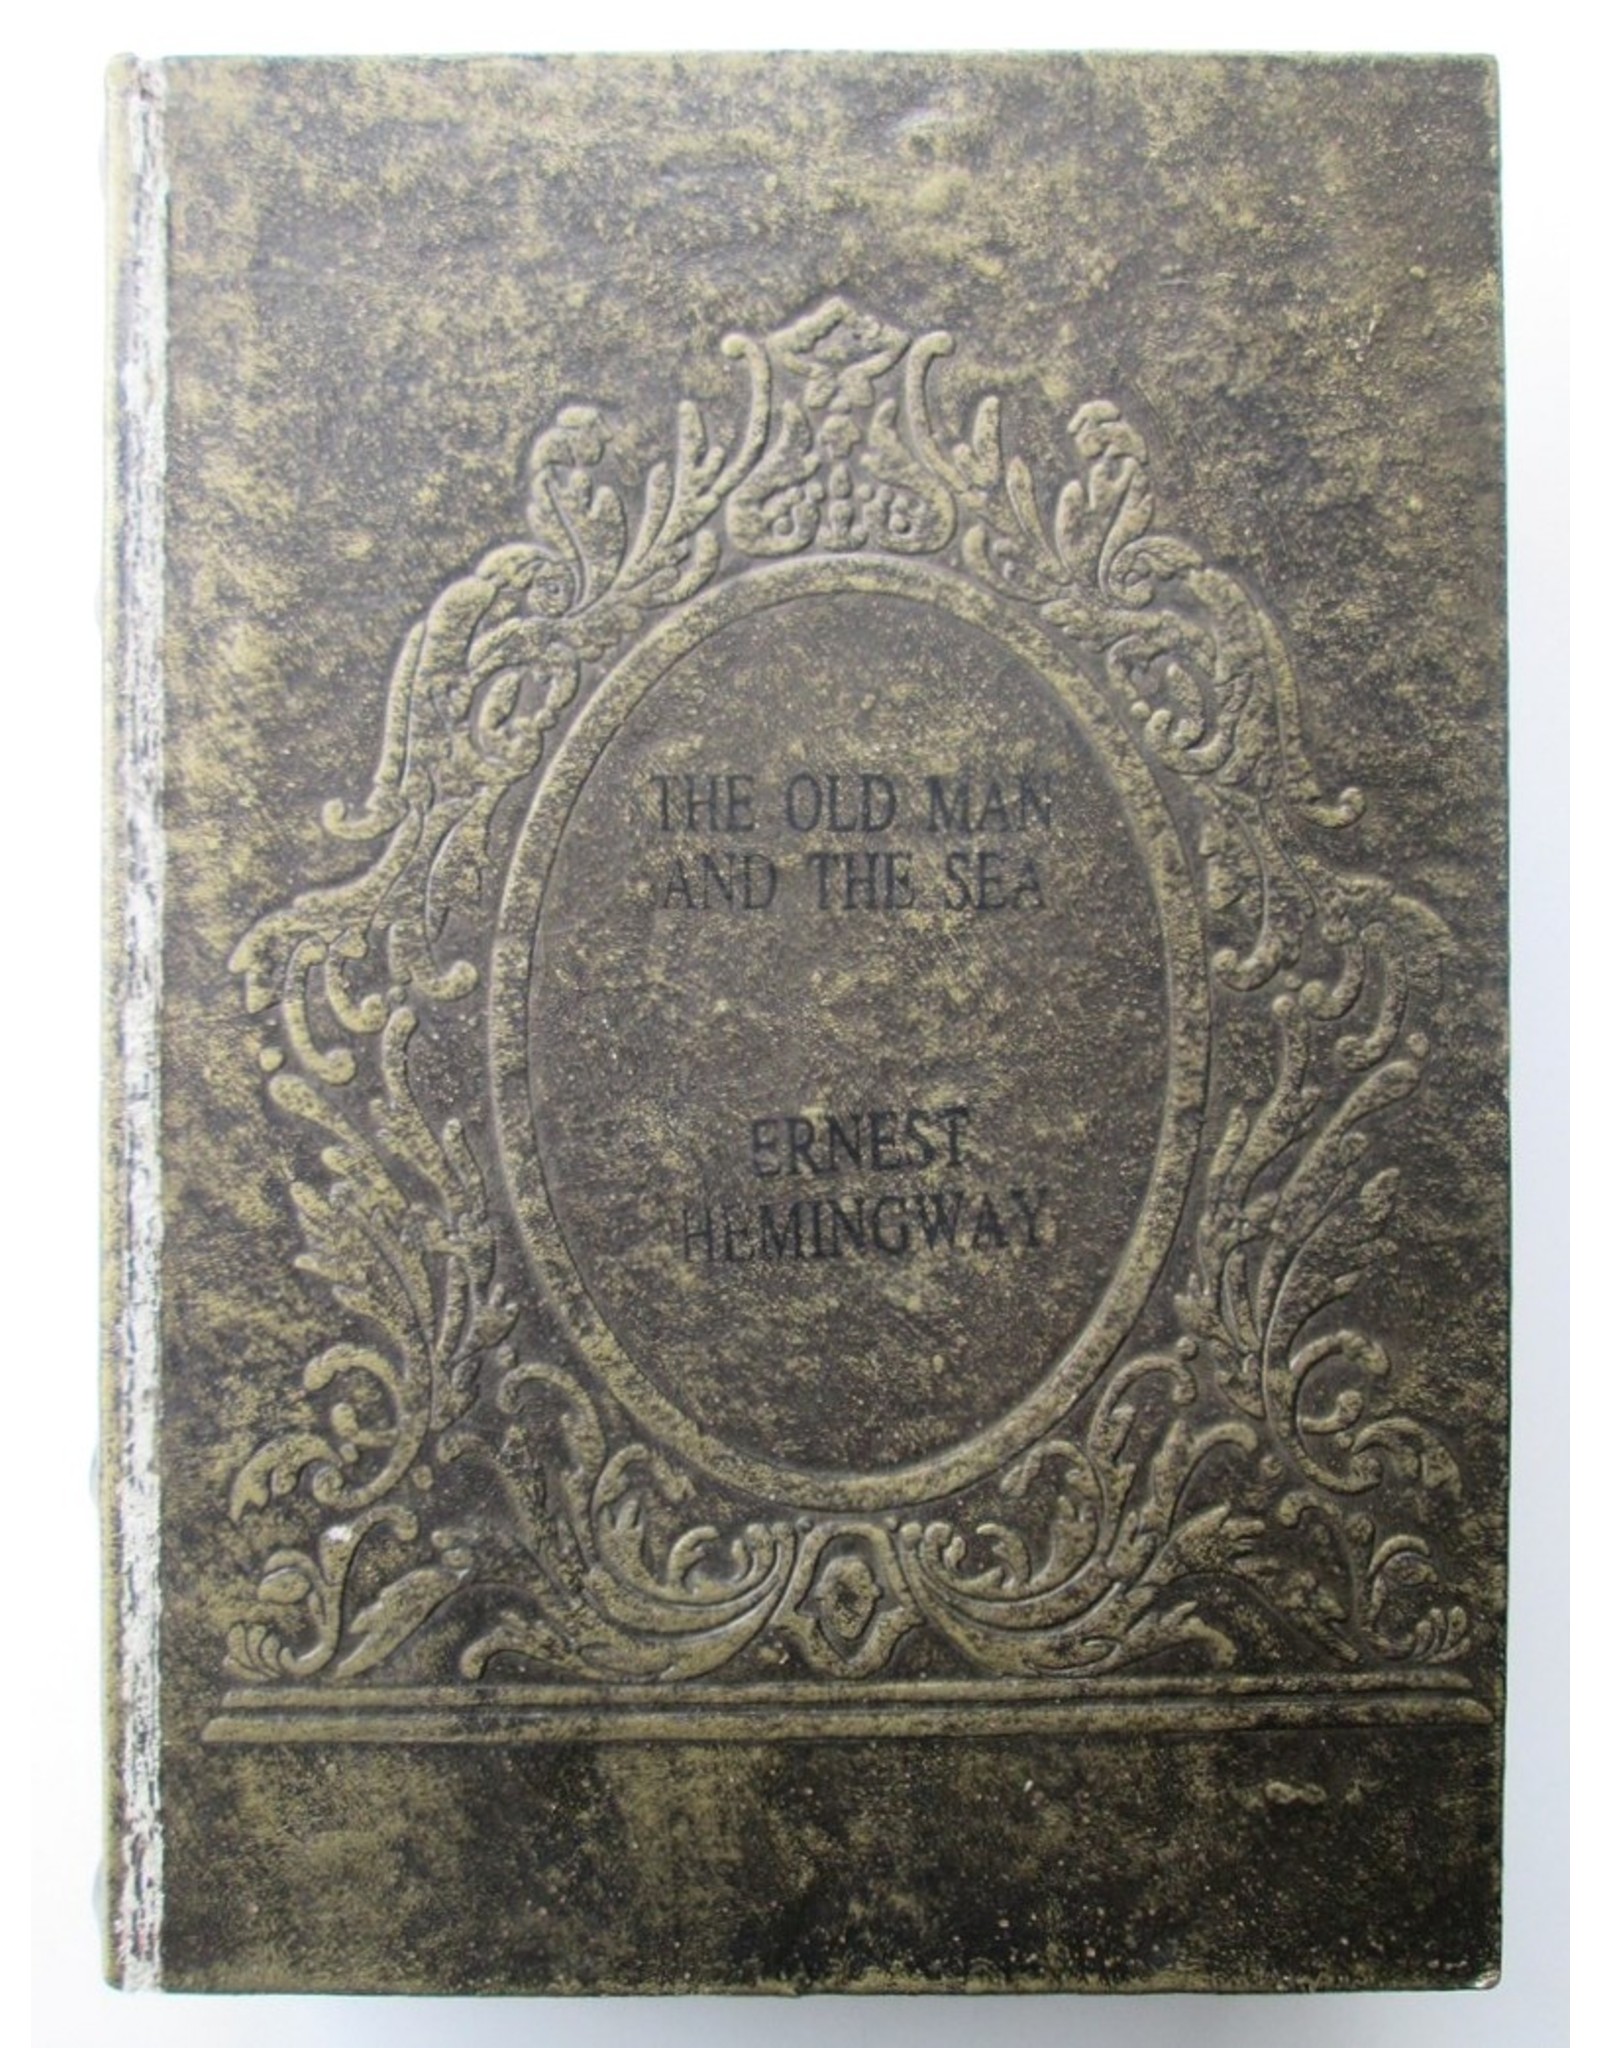 THE OLD MAN
AND THE SEA
ERNEST
HEMINGWAY